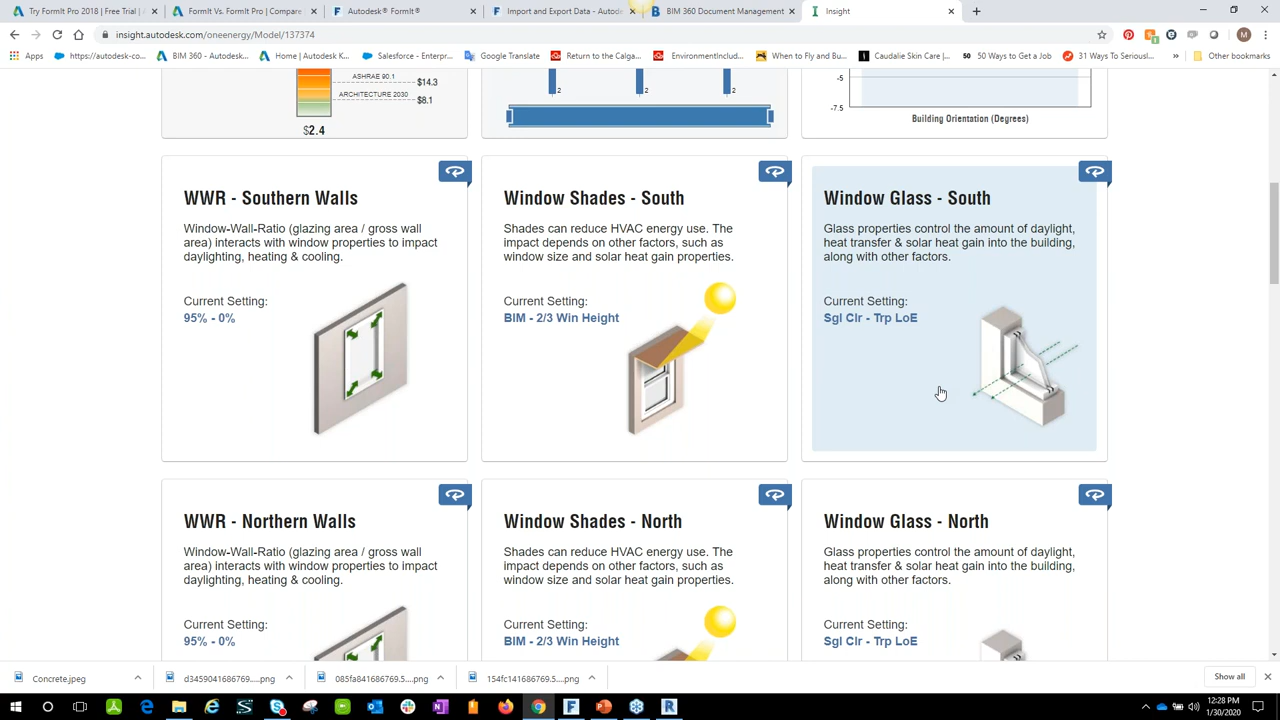 Try FormIt Pro 2018 | Free Trial | A
FormIt Vs. FormIt Pro | Compare
Autodesk® FormIt®
Import and Export Data - Autode
BIM 360 Document Management
Insight
insight.autodesk.com/oneenergy/Model/137374
M
Apps
https://autodesk-co...
BIM 360 - Autodesk...
Home | Autodesk K...
Salesforce - Enterpr...
Google Translate
Return to the Calga...
EnvironmentInclud...
When to Fly and Buy...
Caudalie Skin Care |...
50 Ways to Get a Job
31 Ways To Serious!...
»
Other bookmarks
ASHRAE 90.1
$14.3
ARCHITECTURE 2030
$8.1
$2.4
2
2
2
-5
-7.5
Building Orientation (Degrees)
WWR - Southern Walls
Window-Wall-Ratio (glazing area / gross wall
area) interacts with window properties to impact
daylighting, heating & cooling.
Current Setting:
95% - 0%
Window Shades - South
Shades can reduce HVAC energy use. The
impact depends on other factors, such as
window size and solar heat gain properties.
Current Setting:
BIM - 2/3 Win Height
Window Glass - South
Glass properties control the amount of daylight,
heat transfer & solar heat gain into the building,
along with other factors.
Current Setting:
Sgl Clr - Trp LoE
WWR - Northern Walls
Window-Wall-Ratio (glazing area / gross wall
area) interacts with window properties to impact
daylighting, heating & cooling.
Current Setting:
95% - 0%
Window Shades - North
Shades can reduce HVAC energy use. The
impact depends on other factors, such as
window size and solar heat gain properties.
Current Setting:
BIM - 2/3 Win Height
Window Glass - North
Glass properties control the amount of daylight,
heat transfer & solar heat gain into the building,
along with other factors.
Current Setting:
Sgl Clr - Trp LoE
Concrete.jpeg
085fa841686769.5....png
154fc141686769.5....png
Show all
12:28 PM
1/30/2020